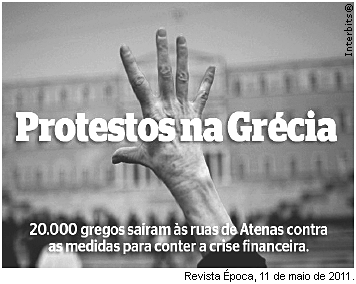 Interbits®
Protestos na Grécia
20.000 gregos saíram às ruas de Atenas contra
as medidas para conter a crise financeira.
Revista Época, 11 de maio de 2011.